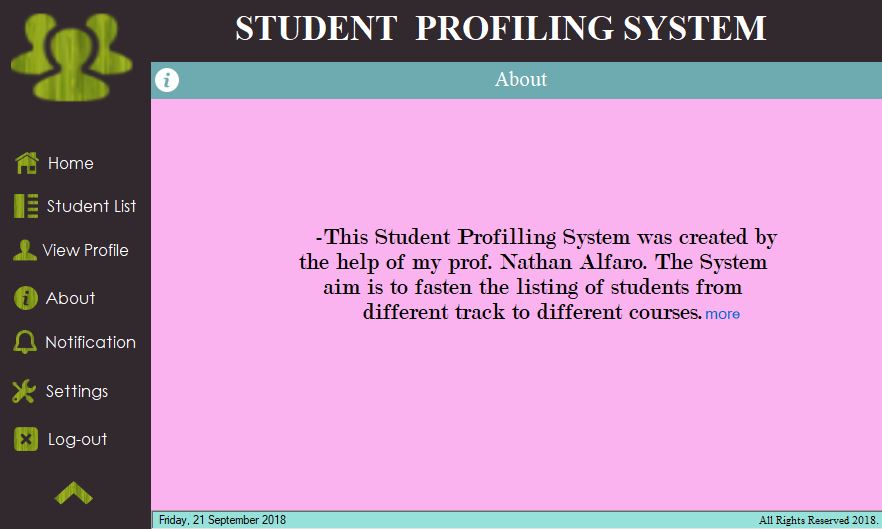 STUDENT PROFILING SYSTEM
About
Home
Student List
View Profile
About
Notification
Settings
Log-out
-This Student Profilling System was created by
the help of my prof. Nathan Alfaro. The System
aim is to fasten the listing of students from
different track to different courses. more
Friday, 21 September 2018
All Rights Reserved 2018.